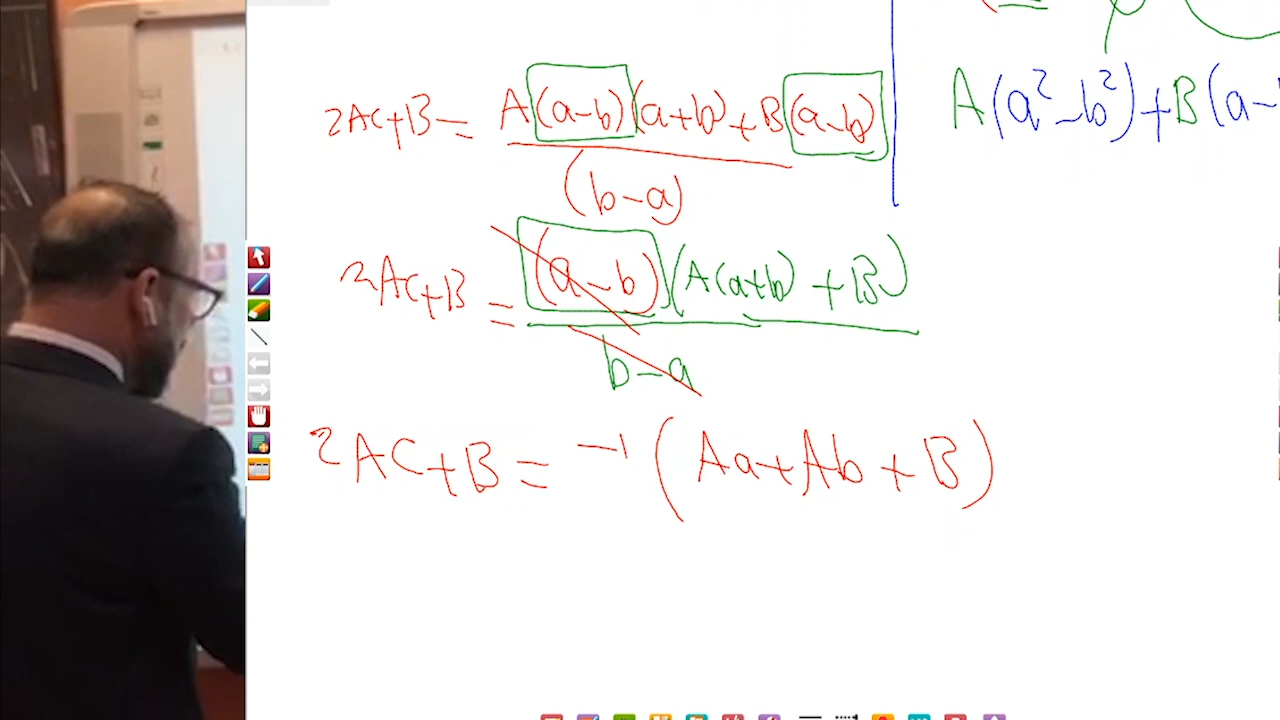 2AC+B = A(a-b)(a+b)+B(a-b)
(b-a)
2AC+B = (a-b)(A(a+b)+B)
b-a
2AC+B = -1(Aa+Ab+B)
A(a²-b²)+B(a-